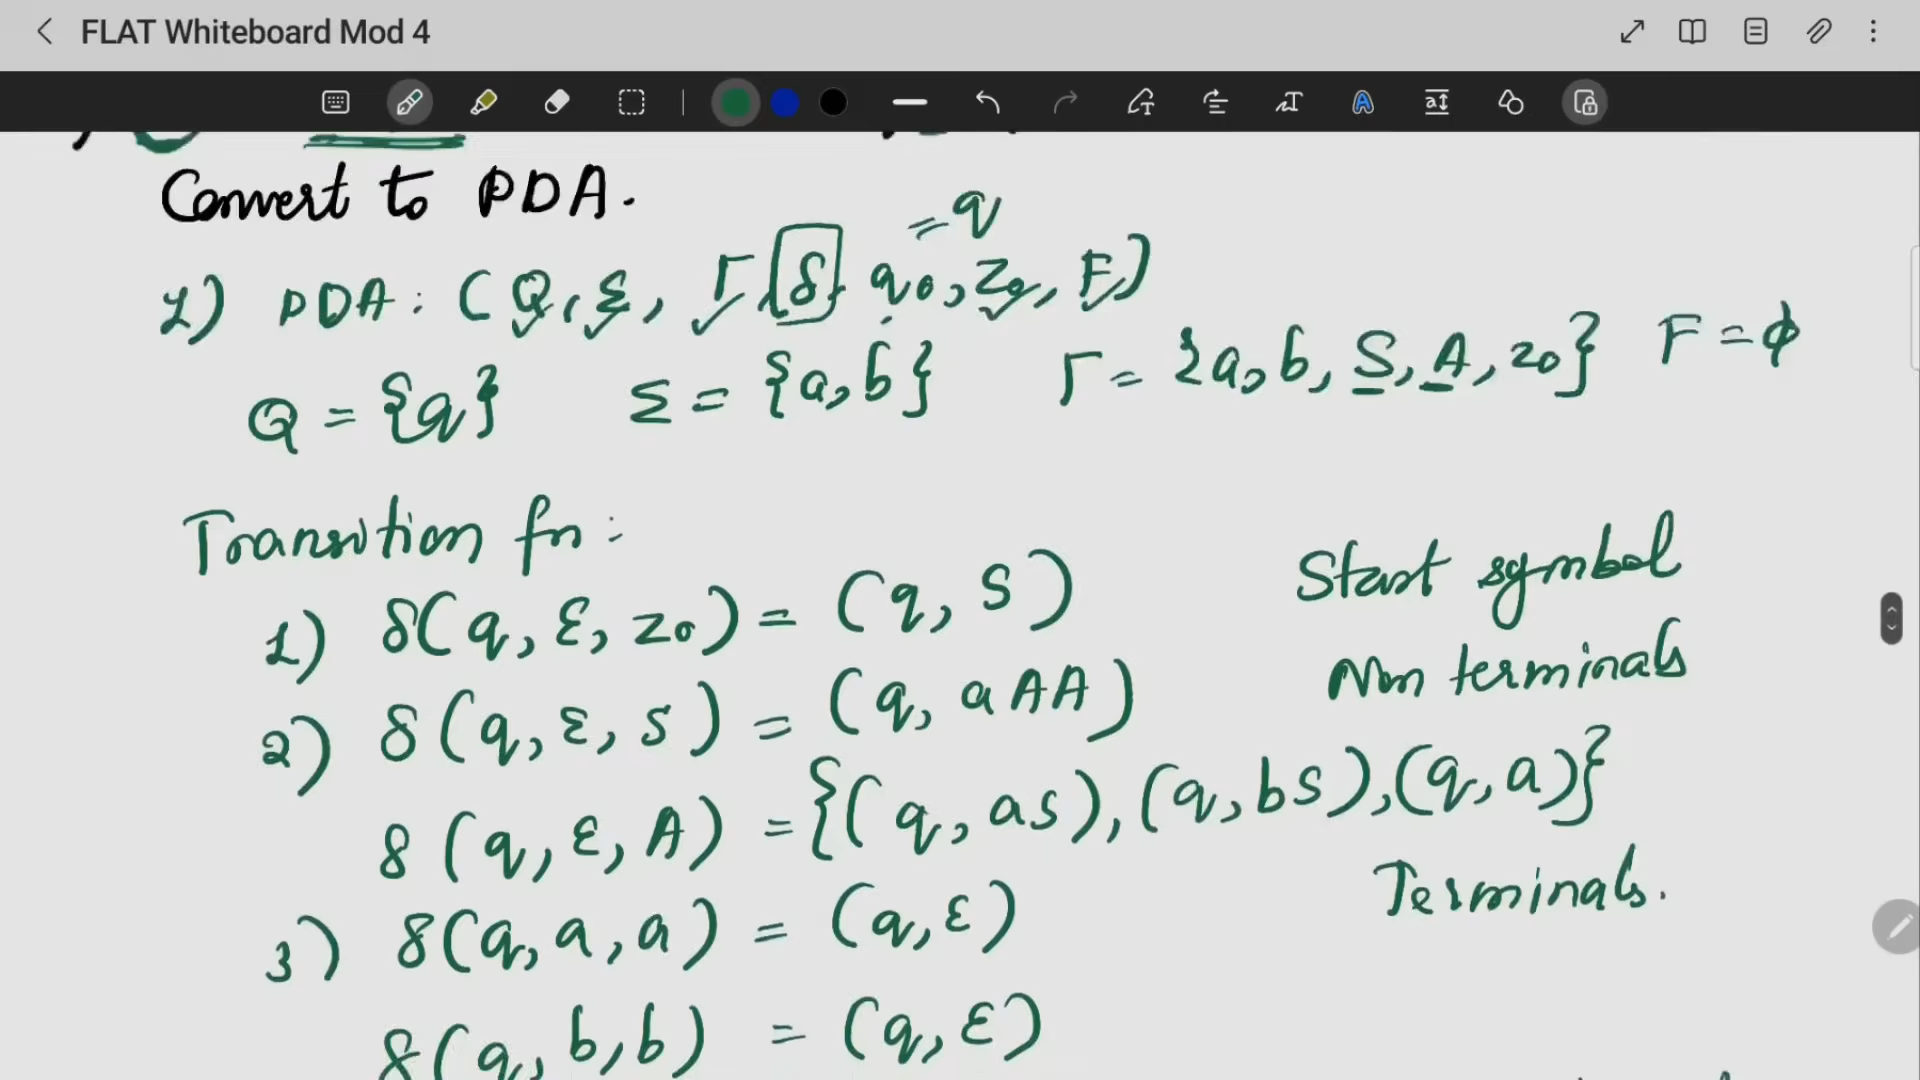 FLAT Whiteboard Mod 4
Convert to PDA.
= q
1) PDA : (Q, Σ, Γ, δ, q0, z0, F)
Q = {q} Σ = {a, b} Γ = {a, b, S, A, z0} F = ϕ
Transition fn :
1) δ(q, ε, z0) = (q, S) Start symbol
2) δ(q, ε, S) = (q, aAA) Non terminals
δ(q, ε, A) = {(q, aS), (q, bS), (q, a)}
3) δ(q, a, a) = (q, ε) Terminals.
δ(q, b, b) = (q, ε)